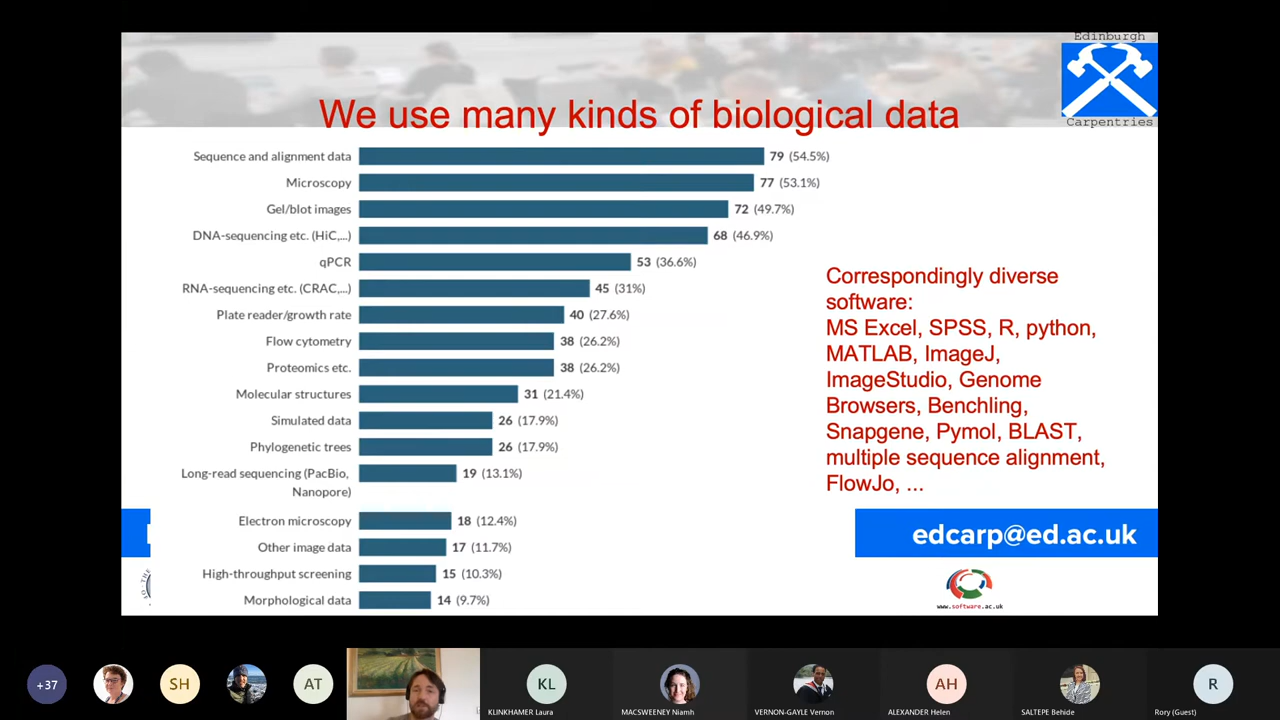 Edinburgh
Carpentries
We use many kinds of biological data
Sequence and alignment data 79 (54.5%)
Microscopy 77 (53.1%)
Gel/blot images 72 (49.7%)
DNA-sequencing etc. (HiC,...) 68 (46.9%)
qPCR 53 (36.6%)
RNA-sequencing etc. (CRAC,...) 45 (31%)
Plate reader/growth rate 40 (27.6%)
Flow cytometry 38 (26.2%)
Proteomics etc. 38 (26.2%)
Molecular structures 31 (21.4%)
Simulated data 26 (17.9%)
Phylogenetic trees 26 (17.9%)
Long-read sequencing (PacBio, 19 (13.1%)
Nanopore)
Electron microscopy 18 (12.4%)
Other image data 17 (11.7%)
High-throughput screening 15 (10.3%)
Morphological data 14 (9.7%)
Correspondingly diverse
software:
MS Excel, SPSS, R, python,
MATLAB, ImageJ,
ImageStudio, Genome
Browsers, Benchling,
Snapgene, Pymol, BLAST,
multiple sequence alignment,
FlowJo, ...
edcarp@ed.ac.uk
www.software.ac.uk
+37
SH
AT
KL
KLINKHAMER Laura
MACSWEENEY Niamh
VERNON-GAYLE Vernon
AH
ALEXANDER Helen
SALTEPE Behide
R
Rory (Guest)